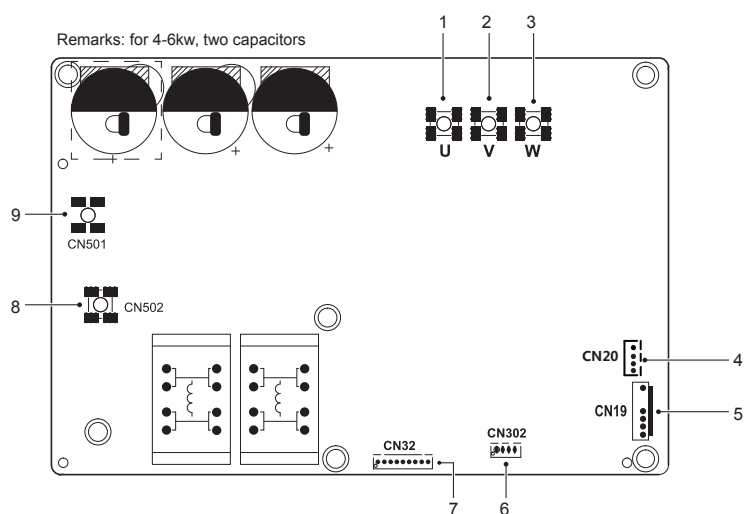 Remarks: for 4-6kw, two capacitors
1 2 3
+ + +
U V W
9
CN501
8 CN502
CN20 4
CN19 5
CN32 CN302
7 6